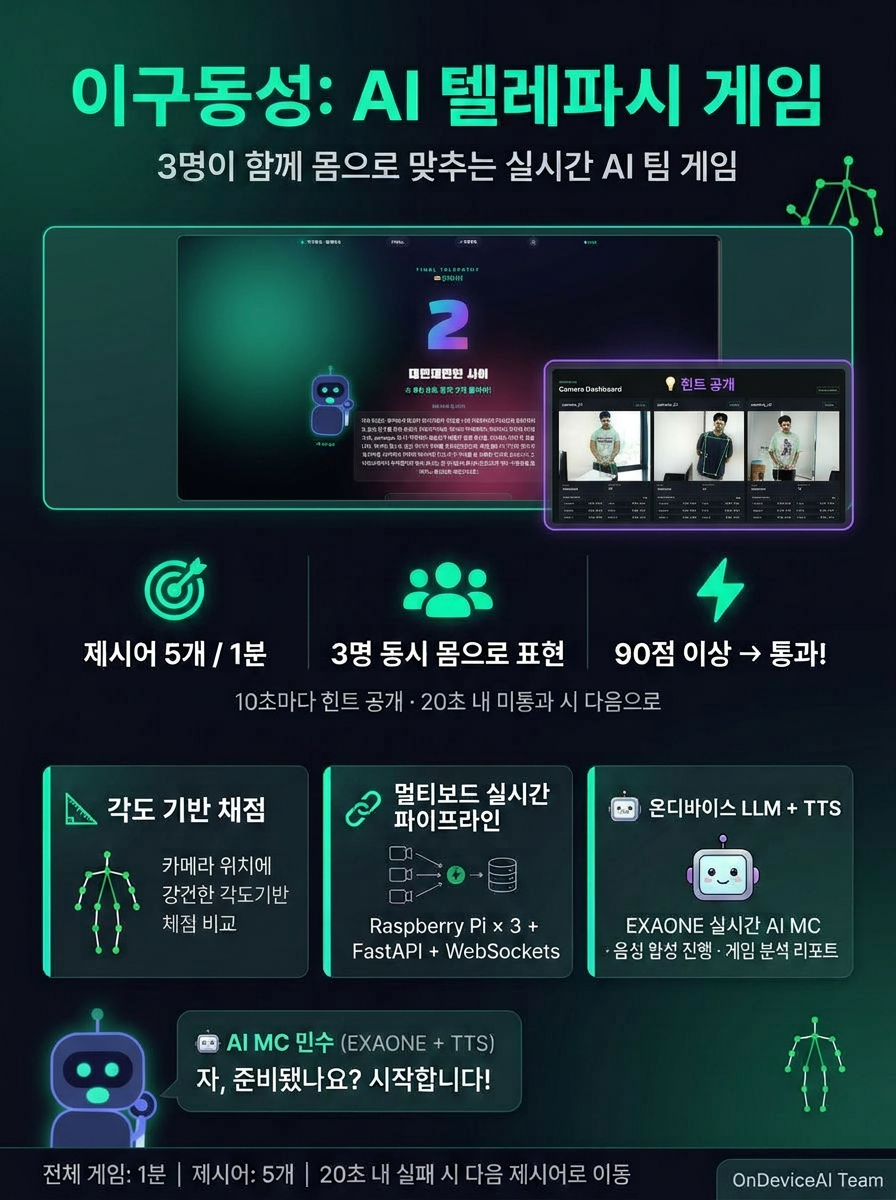 이구동성: AI 텔레파시 게임
3명이 함께 몸으로 맞추는 실시간 AI 팀 게임
FINAL TELEPATHY
2
Camera Dashboard
힌트 공개
제시어 5개 / 1분
3명 동시 몸으로 표현
90점 이상 → 통과!
10초마다 힌트 공개 · 20초 내 미통과 시 다음으로
각도 기반 채점
카메라 위치에
강건한 각도기반
체점 비교
멀티보드 실시간
파이프라인
Raspberry Pi × 3 +
FastAPI + WebSockets
온디바이스 LLM + TTS
EXAONE 실시간 AI MC
· 음성 합성 진행 · 게임 분석 리포트
AI MC 민수 (EXAONE + TTS)
자, 준비됐나요? 시작합니다!
전체 게임: 1분 | 제시어: 5개 | 20초 내 실패 시 다음 제시어로 이동
OnDeviceAI Team